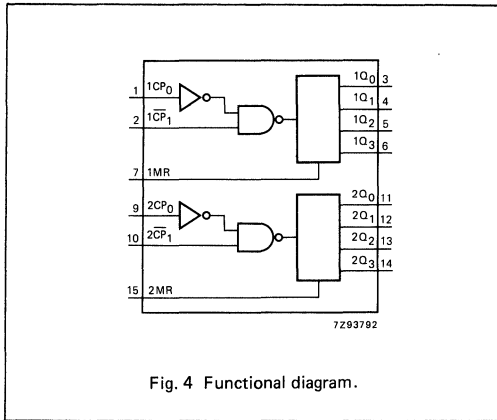 1 1CP0 1Q0 3
1Q1 4
2 1CP1 1Q2 5
1Q3 6
7 1MR
9 2CP0 2Q0 11
2Q1 12
10 2CP1 2Q2 13
2Q3 14
15 2MR
7Z93792
Fig. 4 Functional diagram.